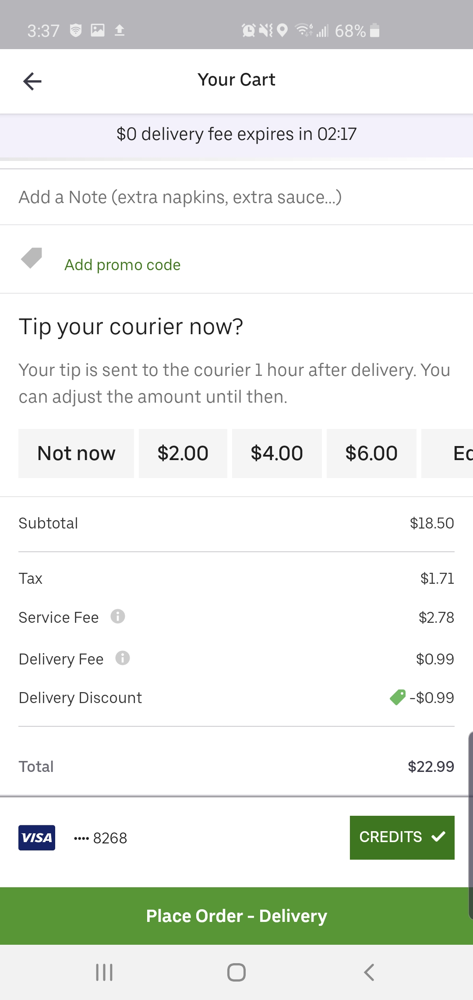 3:37
68%
Your Cart
$0 delivery fee expires in 02:17
Add a Note (extra napkins, extra sauce...)
Add promo code
Tip your courier now?
Your tip is sent to the courier 1 hour after delivery. You
can adjust the amount until then.
Not now $2.00 $4.00 $6.00
Subtotal $18.50
Tax $1.71
Service Fee $2.78
Delivery Fee $0.99
Delivery Discount -$0.99
Total $22.99
VISA •••• 8268 CREDITS
Place Order - Delivery